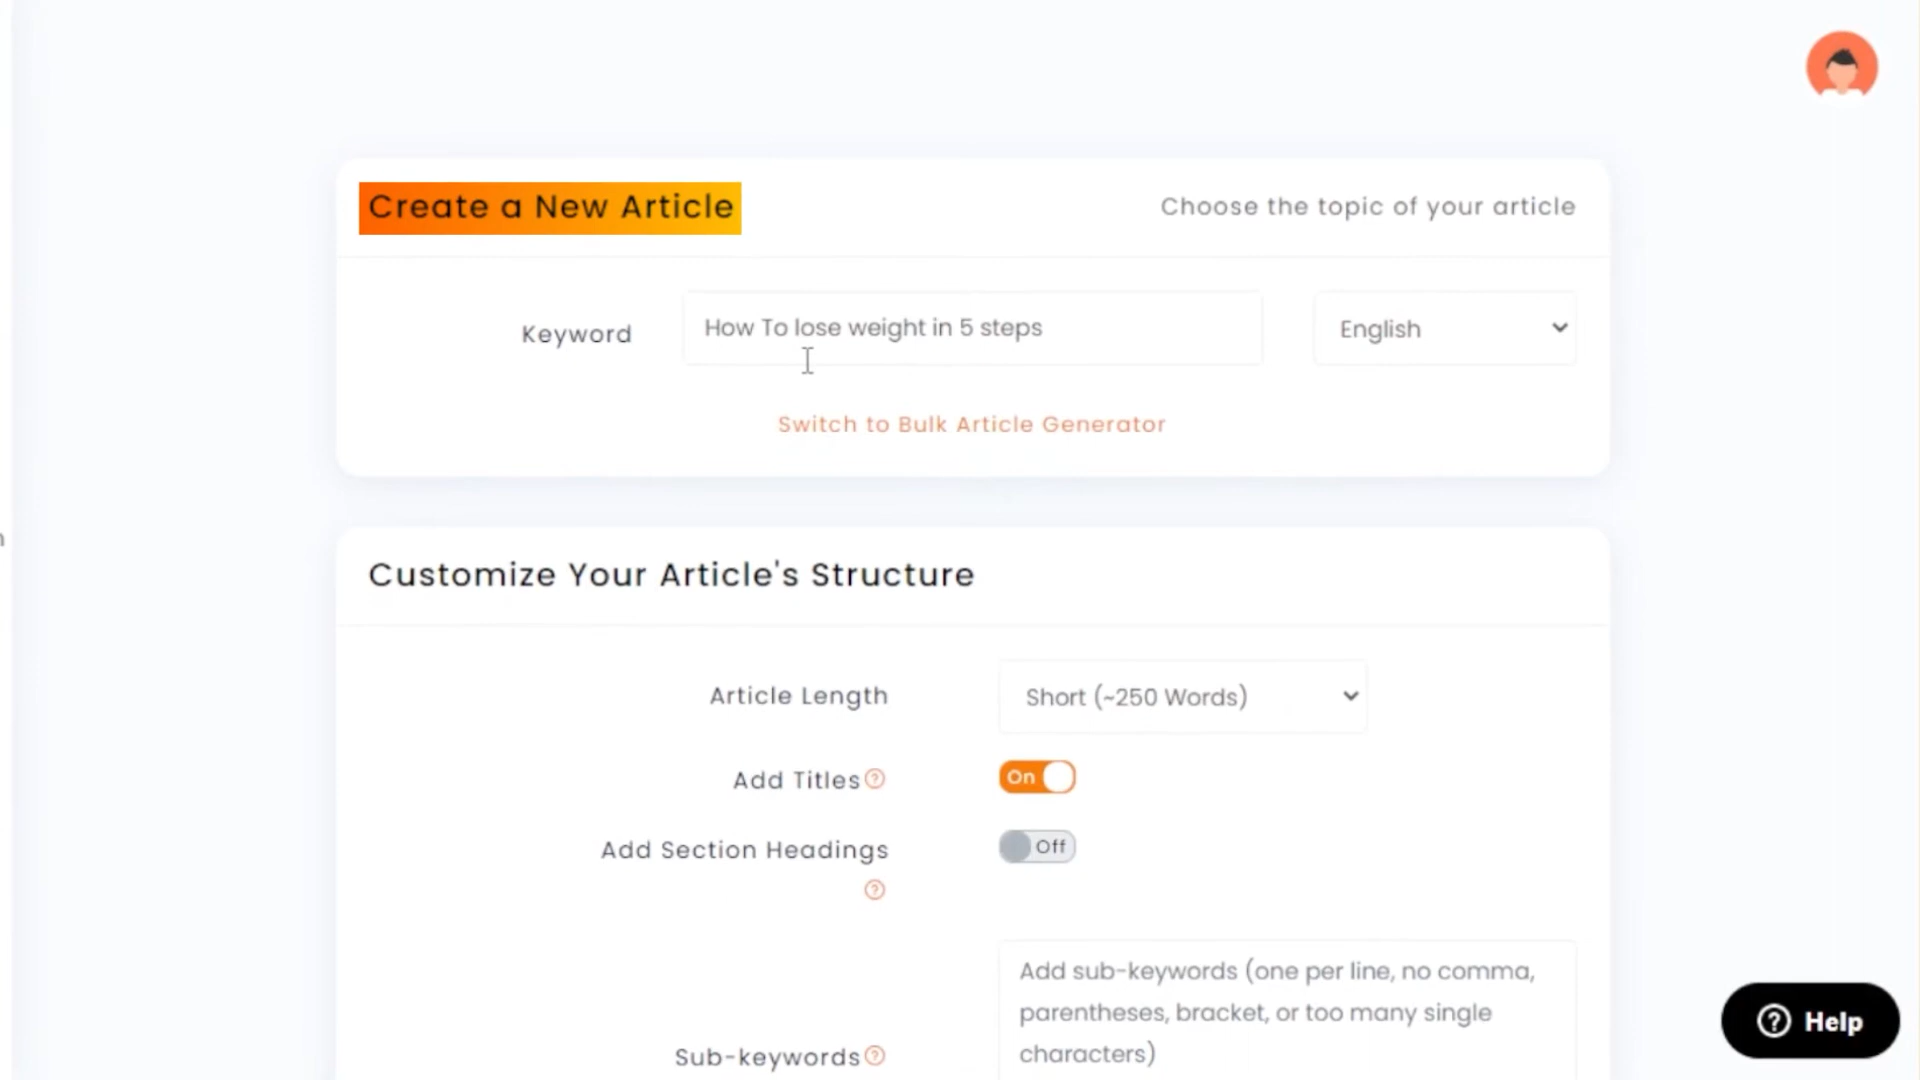 Create a New Article
Choose the topic of your article
Keyword
How To lose weight in 5 steps
English
Switch to Bulk Article Generator
Customize Your Article's Structure
Article Length
Short (~250 Words)
Add Titles
On
Add Section Headings
Off
Add sub-keywords (one per line, no comma,
parentheses, bracket, or too many single
characters)
Sub-keywords
Help